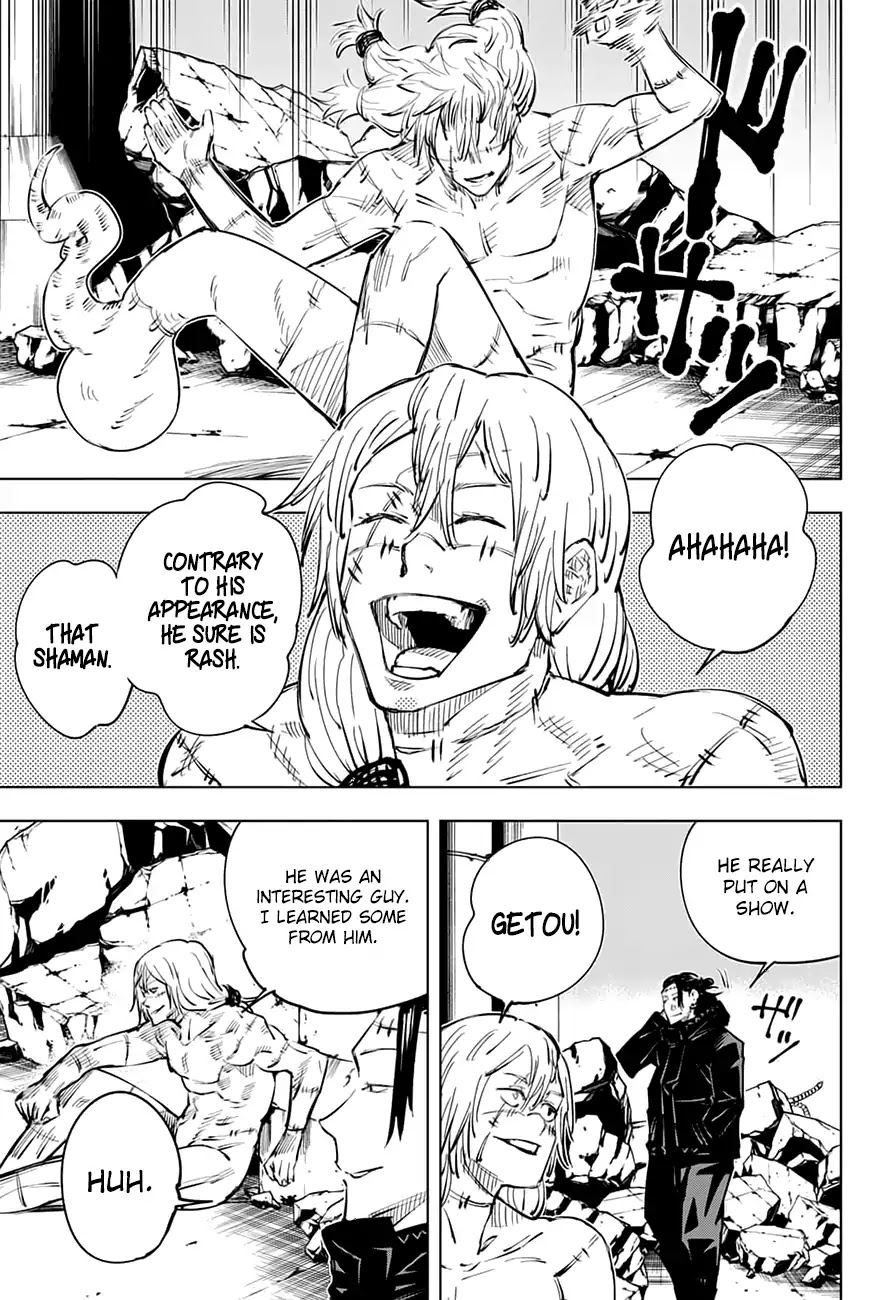 ドサッ
AHAHAHA!
CONTRARY
TO HIS
APPEARANCE,
HE SURE IS
RASH.
THAT
SHAMAN.
HE REALLY
PUT ON A
SHOW.
GETOU!
ザッ
HE WAS AN
INTERESTING GUY.
I LEARNED SOME
FROM HIM.
HUH.